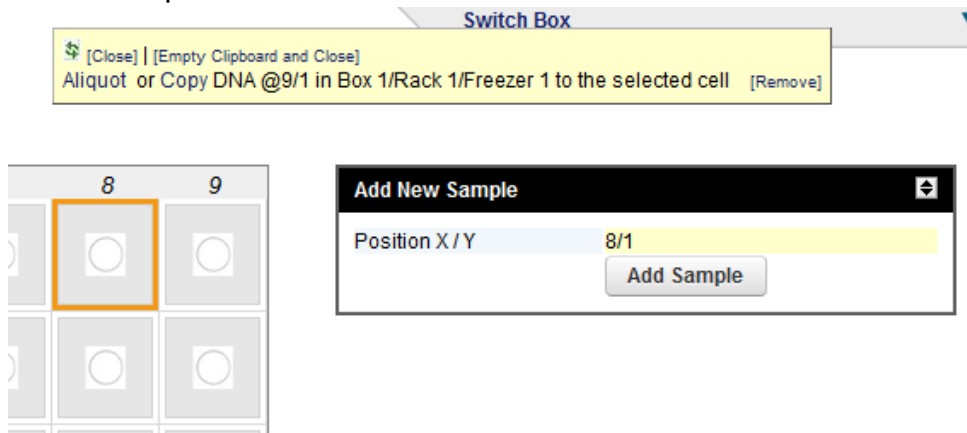 Switch Box
[Close] | [Empty Clipboard and Close]
Aliquot or Copy DNA @9/1 in Box 1/Rack 1/Freezer 1 to the selected cell [Remove]
8 9
Add New Sample
Position X / Y 8/1
Add Sample